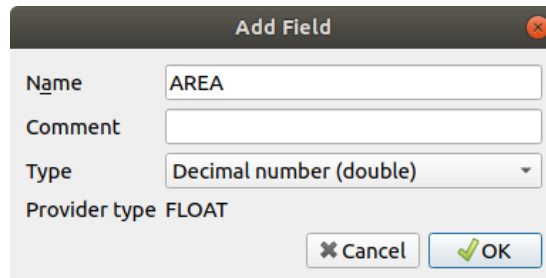 Add Field
Name AREA
Comment
Type Decimal number (double)
Provider type FLOAT
Cancel OK